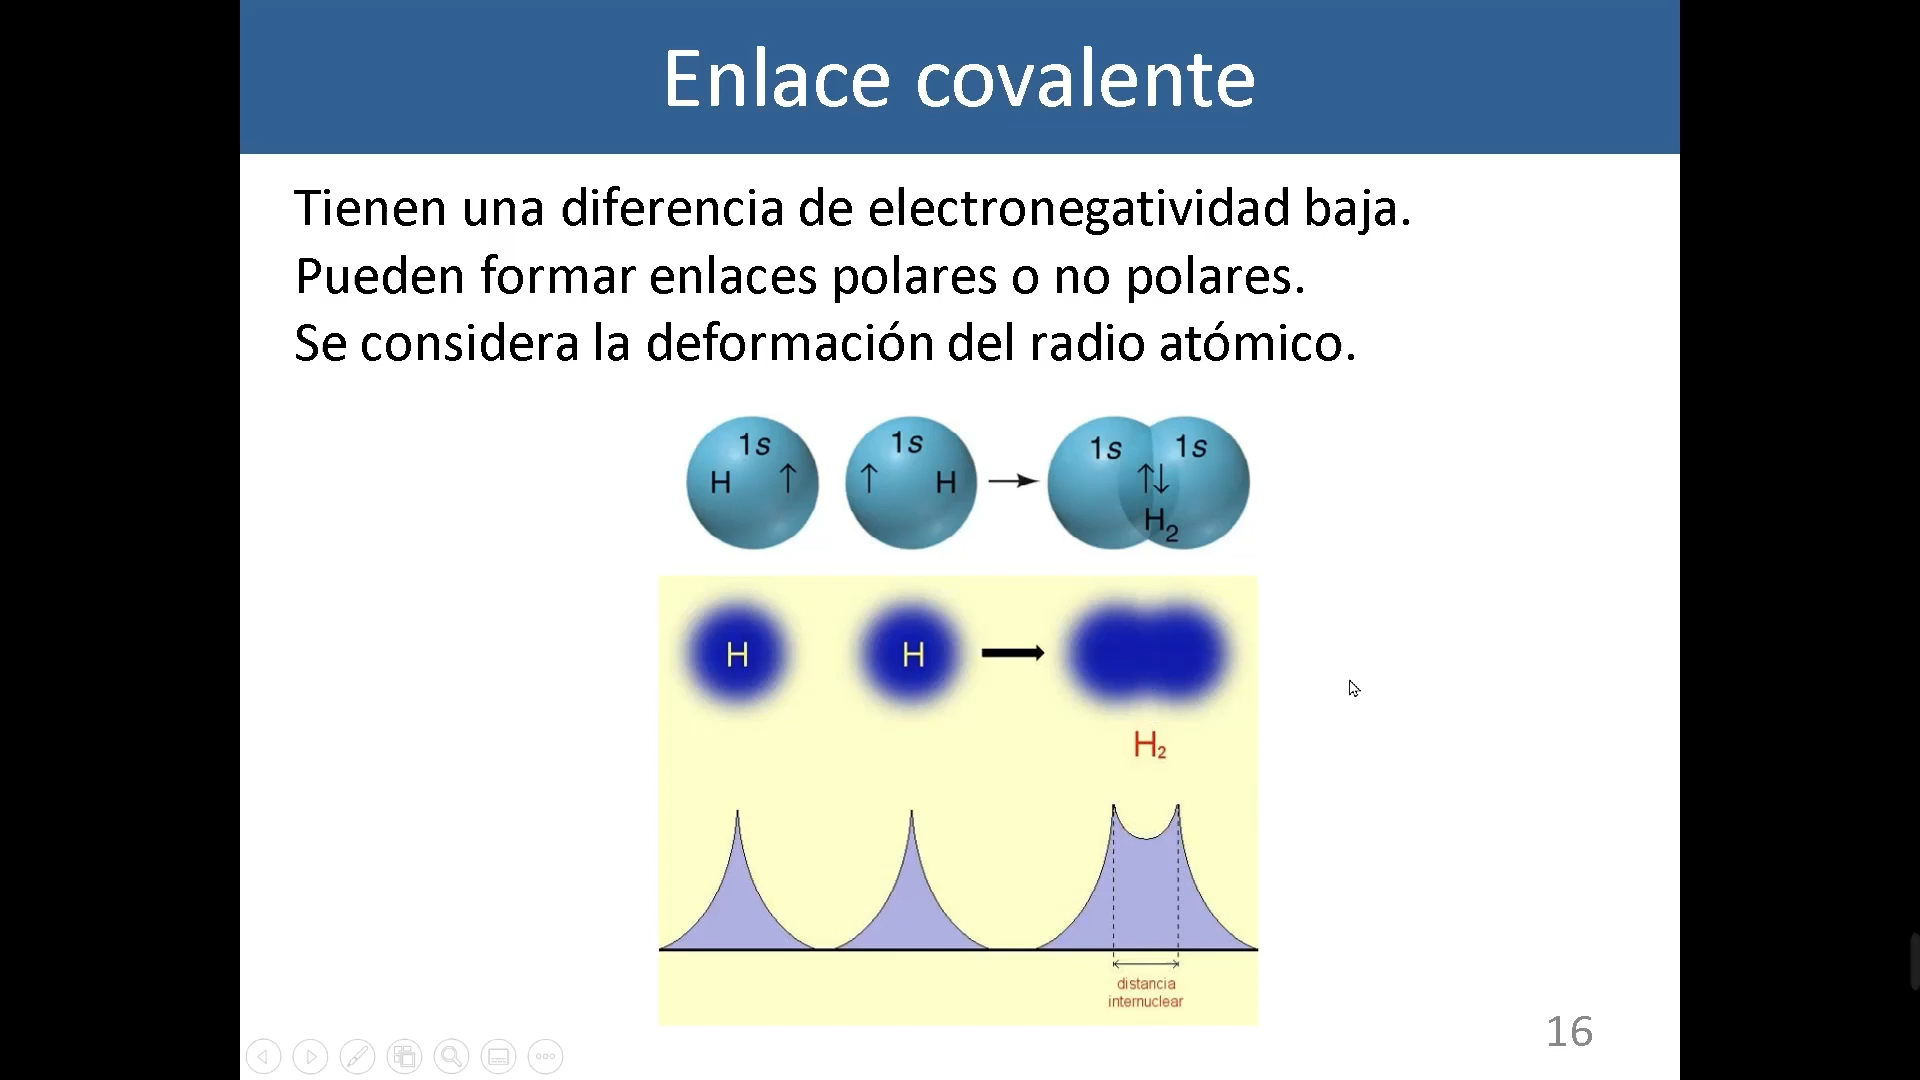 Enlace covalente
Tienen una diferencia de electronegatividad baja.
Pueden formar enlaces polares o no polares.
Se considera la deformación del radio atómico.
1s 1s 1s 1s
H ↑ ↑ H ↑↓
H₂
H H
H₂
distancia
internuclear
16